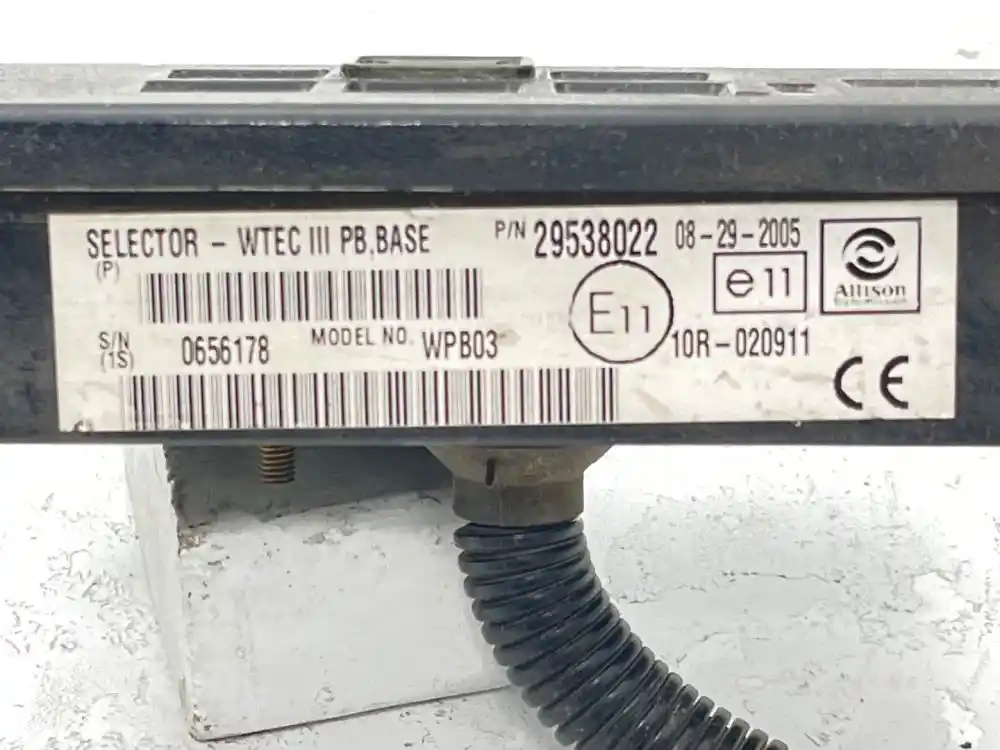 SELECTOR - WTEC III PB,BASE P/N 29538022 08-29-2005
(P)
e11
Allison
Transmission
E11
S/N
(1S) 0656178 MODEL NO. WPB03 10R-020911
CE